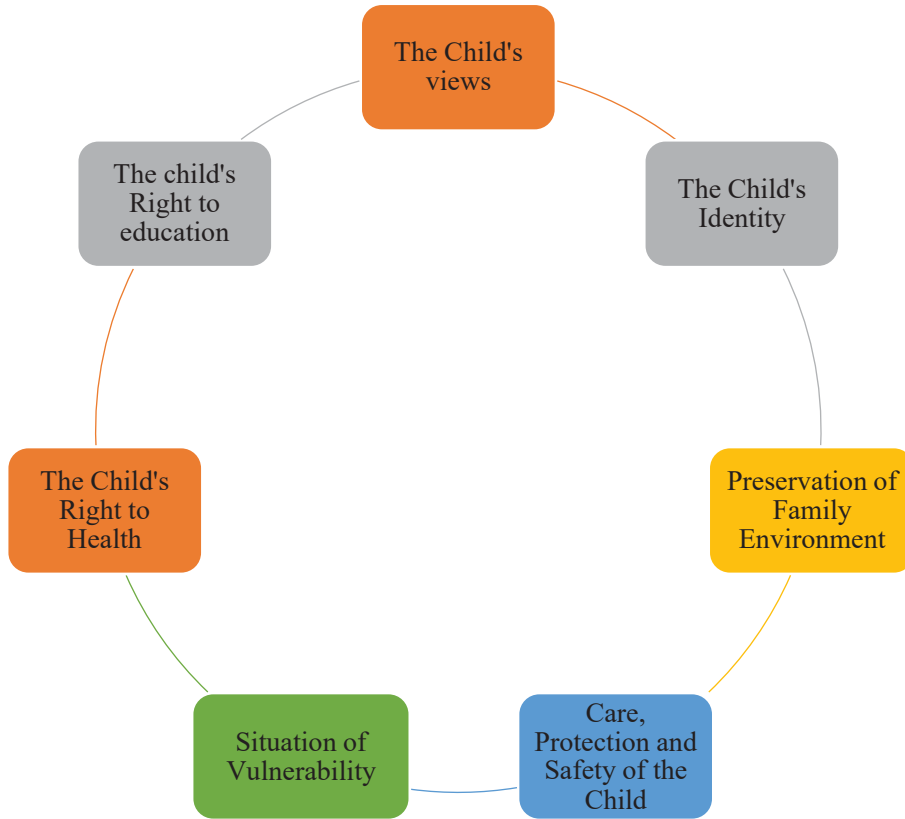 The Child's
views
The Child's
Identity
Preservation of
Family
Environment
Care,
Protection and
Safety of the
Child
Situation of
Vulnerability
The Child's
Right to
Health
The child's
Right to
education